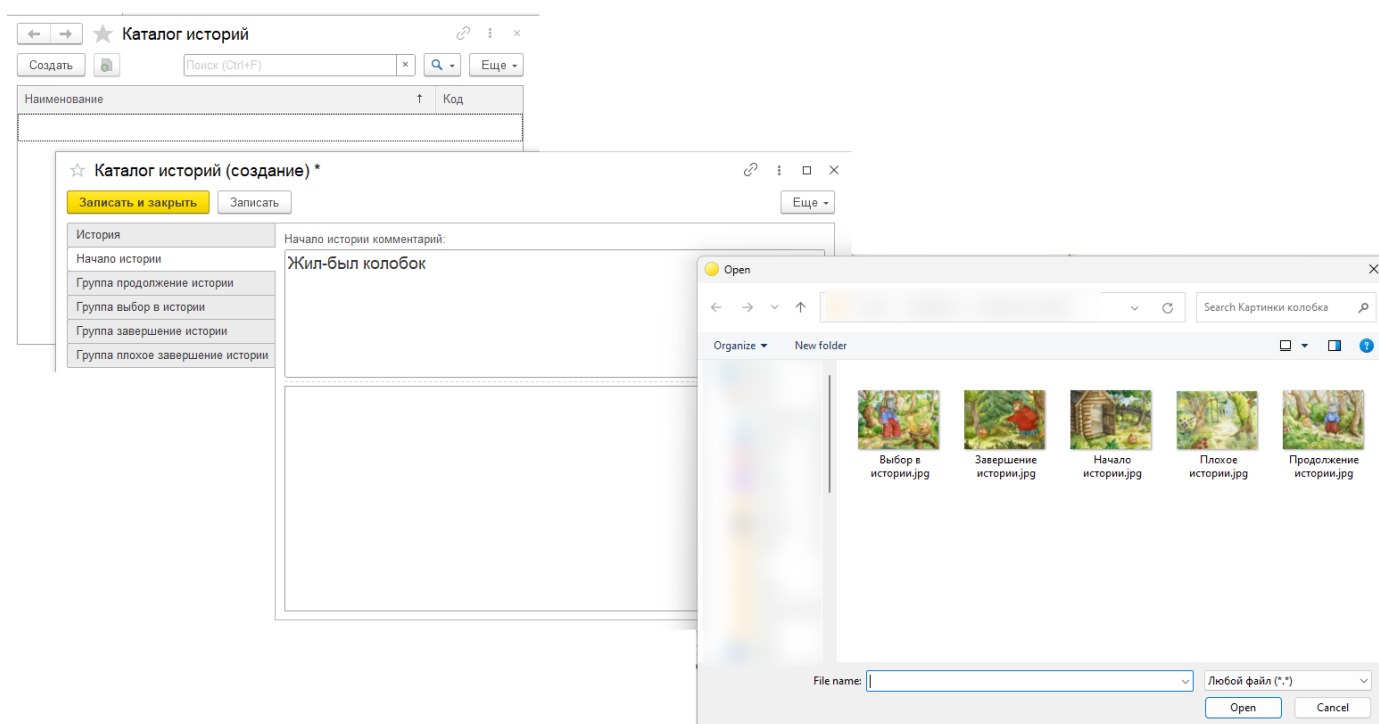 Каталог историй
Создать
Поиск (Ctrl+F)
Еще
Наименование
Код
Каталог историй (создание) *
Записать и закрыть
Записать
Еще
История
Начало истории
Группа продолжение истории
Группа выбор в истории
Группа завершение истории
Группа плохое завершение истории
Начало истории комментарий:
Жил-был колобок
Open
Search Картинки колобка
Organize
New folder
Выбор в
истории.jpg
Завершение
истории.jpg
Начало
истории.jpg
Плохое
истории.jpg
Продолжение
истории.jpg
File name:
Любой файл (*.*)
Open
Cancel